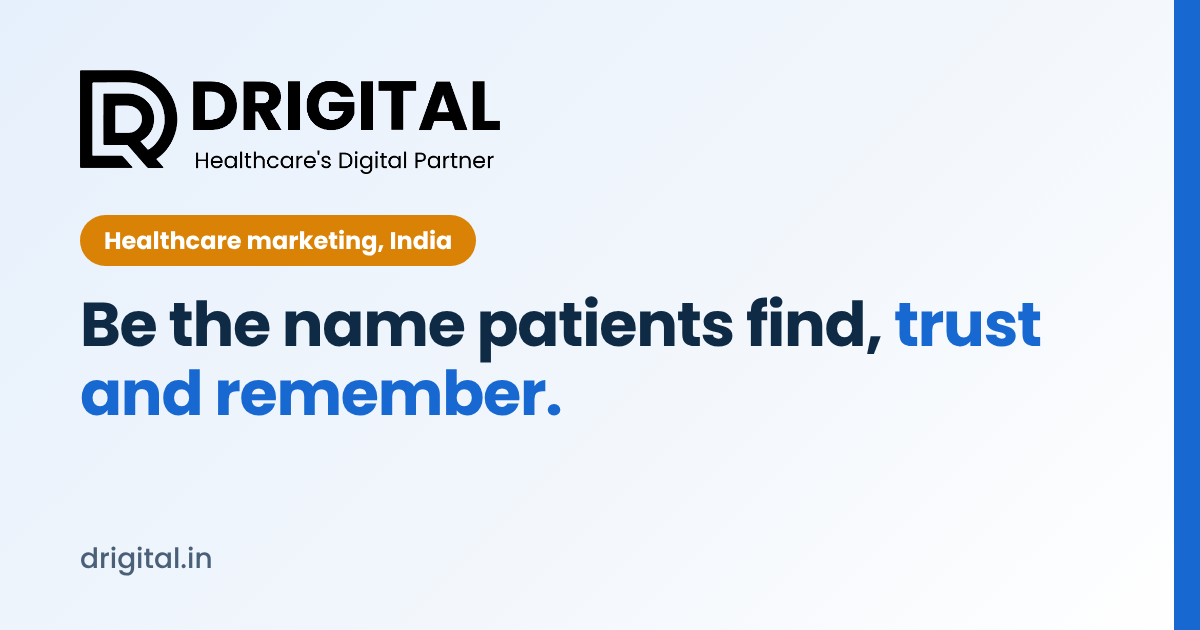 DRIGITAL
Healthcare's Digital Partner
Healthcare marketing, India
Be the name patients find, trust
and remember.
drigital.in